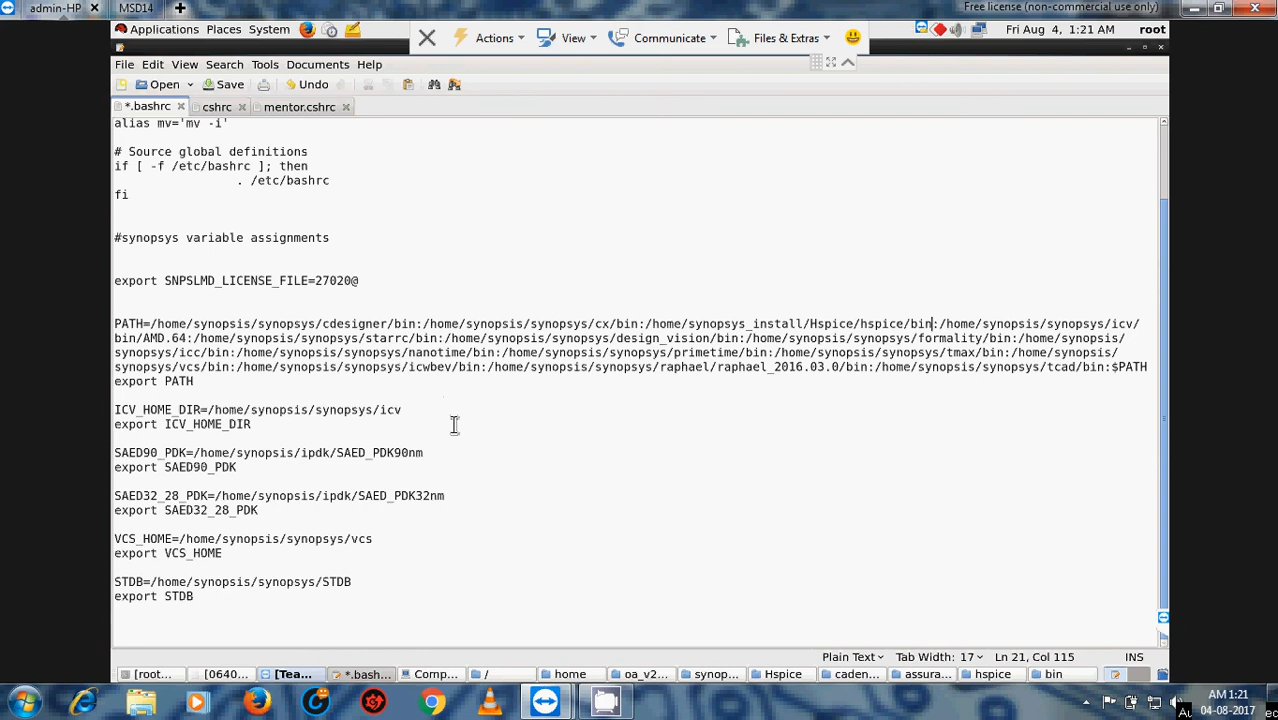 admin-HP
MSD14
Free license (non-commercial use only)
Applications Places System
Fri Aug 4, 1:21 AM root
Actions View Communicate Files & Extras
File Edit View Search Tools Documents Help
Open Save Undo
*.bashrc cshrc mentor.cshrc
alias mv='mv -i'
# Source global definitions
if [ -f /etc/bashrc ]; then
. /etc/bashrc
fi
#synopsys variable assignments
export SNPSLMD_LICENSE_FILE=27020@
PATH=/home/synopsis/synopsys/cdesigner/bin:/home/synopsis/synopsys/cx/bin:/home/synopsys_install/Hspice/hspice/bin:/home/synopsis/synopsys/icv/
bin/AMD.64:/home/synopsis/synopsys/starrc/bin:/home/synopsis/synopsys/design_vision/bin:/home/synopsis/synopsys/formality/bin:/home/synopsis/
synopsys/icc/bin:/home/synopsis/synopsys/nanotime/bin:/home/synopsis/synopsys/primetime/bin:/home/synopsis/synopsys/tmax/bin:/home/synopsis/
synopsys/vcs/bin:/home/synopsis/synopsys/icwbev/bin:/home/synopsis/synopsys/raphael/raphael_2016.03.0/bin:/home/synopsis/synopsys/tcad/bin:$PATH
export PATH
ICV_HOME_DIR=/home/synopsis/synopsys/icv
export ICV_HOME_DIR
SAED90_PDK=/home/synopsis/ipdk/SAED_PDK90nm
export SAED90_PDK
SAED32_28_PDK=/home/synopsis/ipdk/SAED_PDK32nm
export SAED32_28_PDK
VCS_HOME=/home/synopsis/synopsys/vcs
export VCS_HOME
STDB=/home/synopsis/synopsys/STDB
export STDB
Plain Text Tab Width: 17 Ln 21, Col 115 INS
[root... [0640... [Tea... *.bash... Comp... / home oa_v2... synop... Hspice caden... assura... hspice bin
AM 1:21
04-08-2017